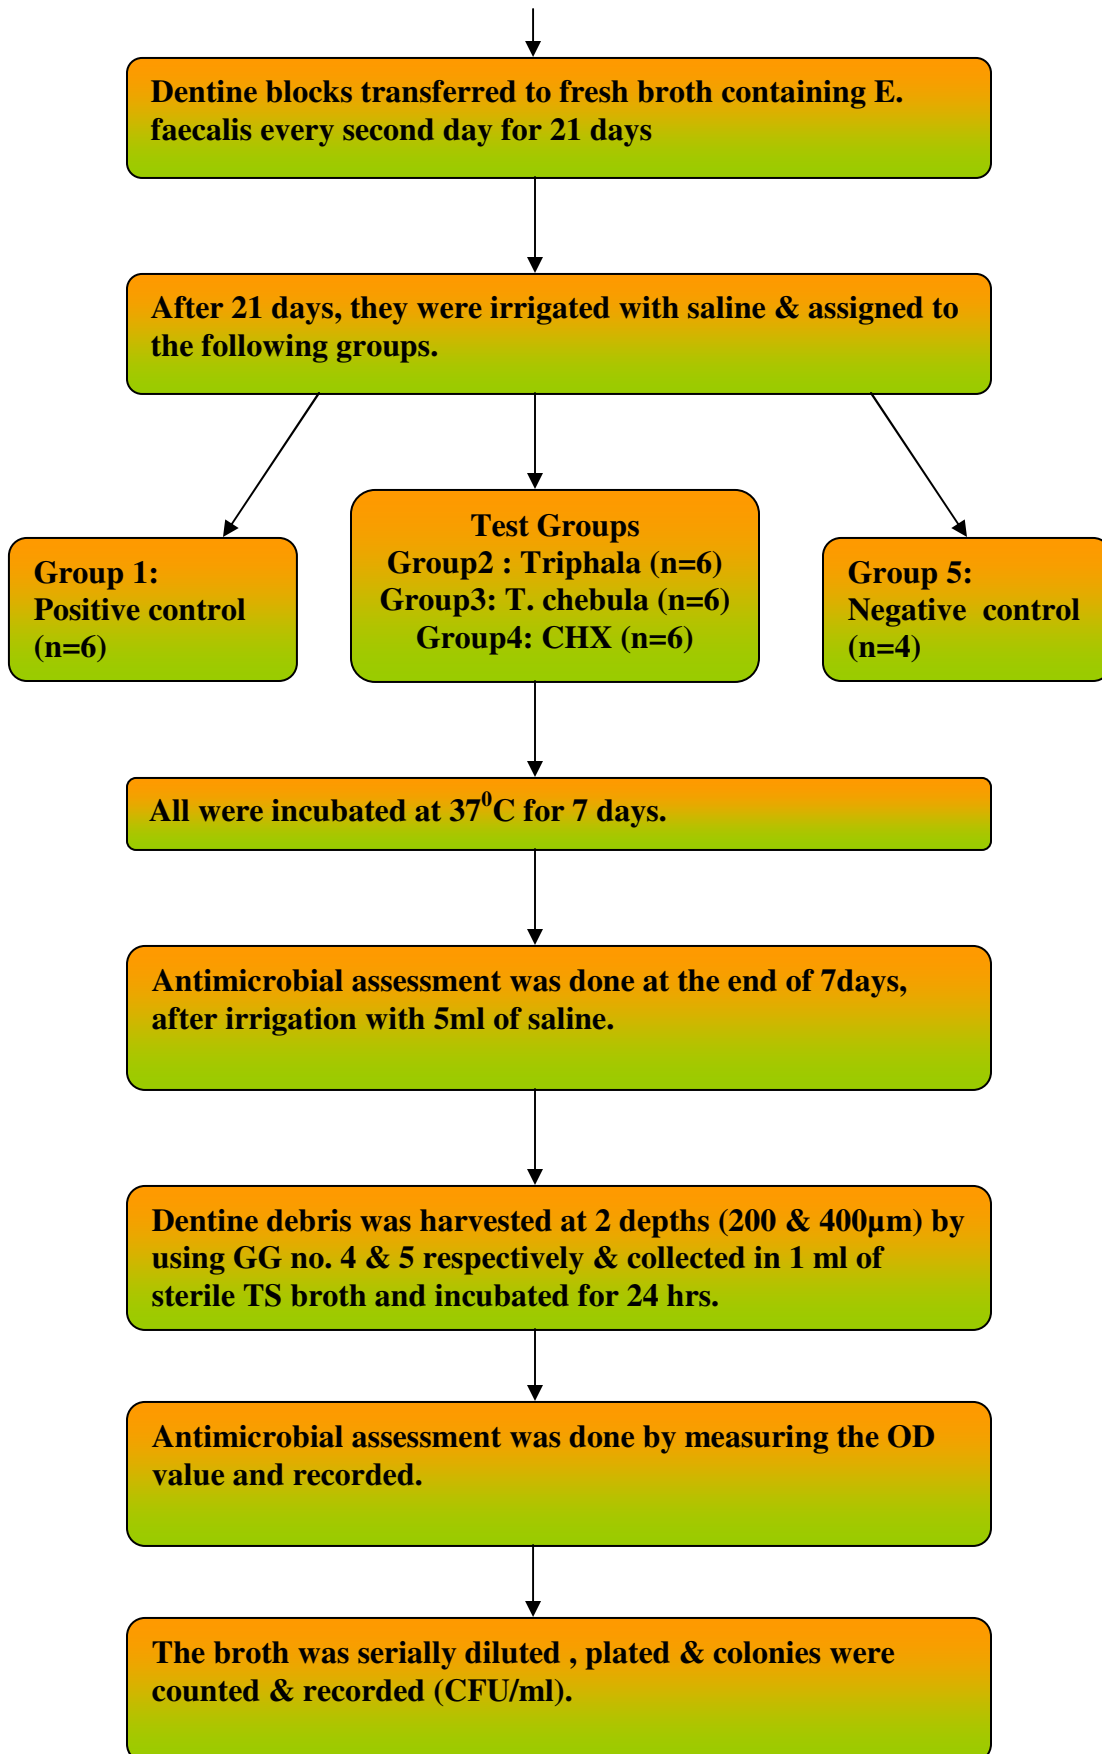 Dentine blocks transferred to fresh broth containing E.
faecalis every second day for 21 days
After 21 days, they were irrigated with saline & assigned to
the following groups.
Group 1:
Positive control
(n=6)
Test Groups
Group2 : Triphala (n=6)
Group3: T. chebula (n=6)
Group4: CHX (n=6)
Group 5:
Negative control
(n=4)
All were incubated at 37⁰C for 7 days.
Antimicrobial assessment was done at the end of 7days,
after irrigation with 5ml of saline.
Dentine debris was harvested at 2 depths (200 & 400µm) by
using GG no. 4 & 5 respectively & collected in 1 ml of
sterile TS broth and incubated for 24 hrs.
Antimicrobial assessment was done by measuring the OD
value and recorded.
The broth was serially diluted , plated & colonies were
counted & recorded (CFU/ml).